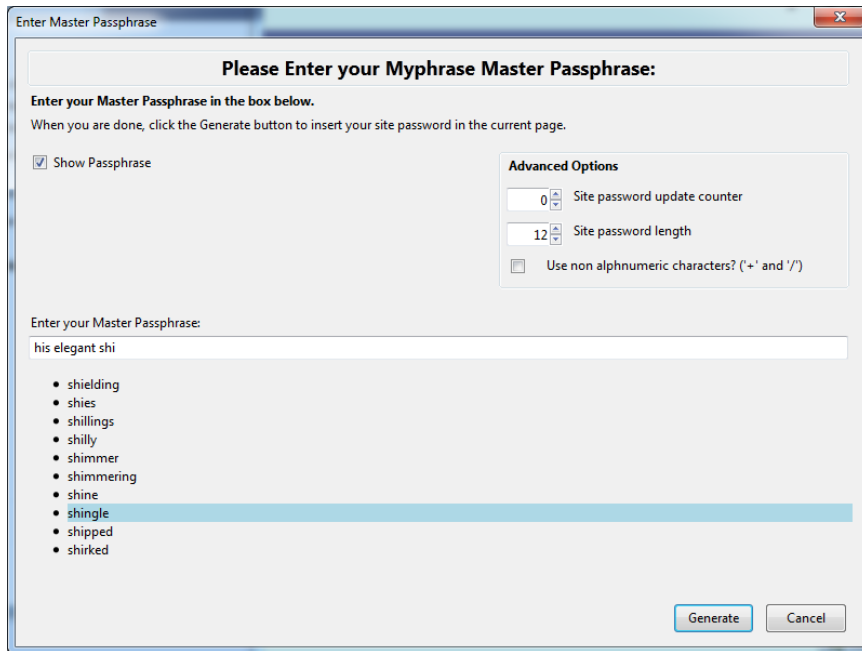 Enter Master Passphrase
Please Enter your Myphrase Master Passphrase:
Enter your Master Passphrase in the box below.
When you are done, click the Generate button to insert your site password in the current page.
Show Passphrase
Advanced Options
0 Site password update counter
12 Site password length
Use non alphnumeric characters? ('+' and '/')
Enter your Master Passphrase:
his elegant shi
shielding
shies
shillings
shilly
shimmer
shimmering
shine
shingle
shipped
shirked
Generate Cancel